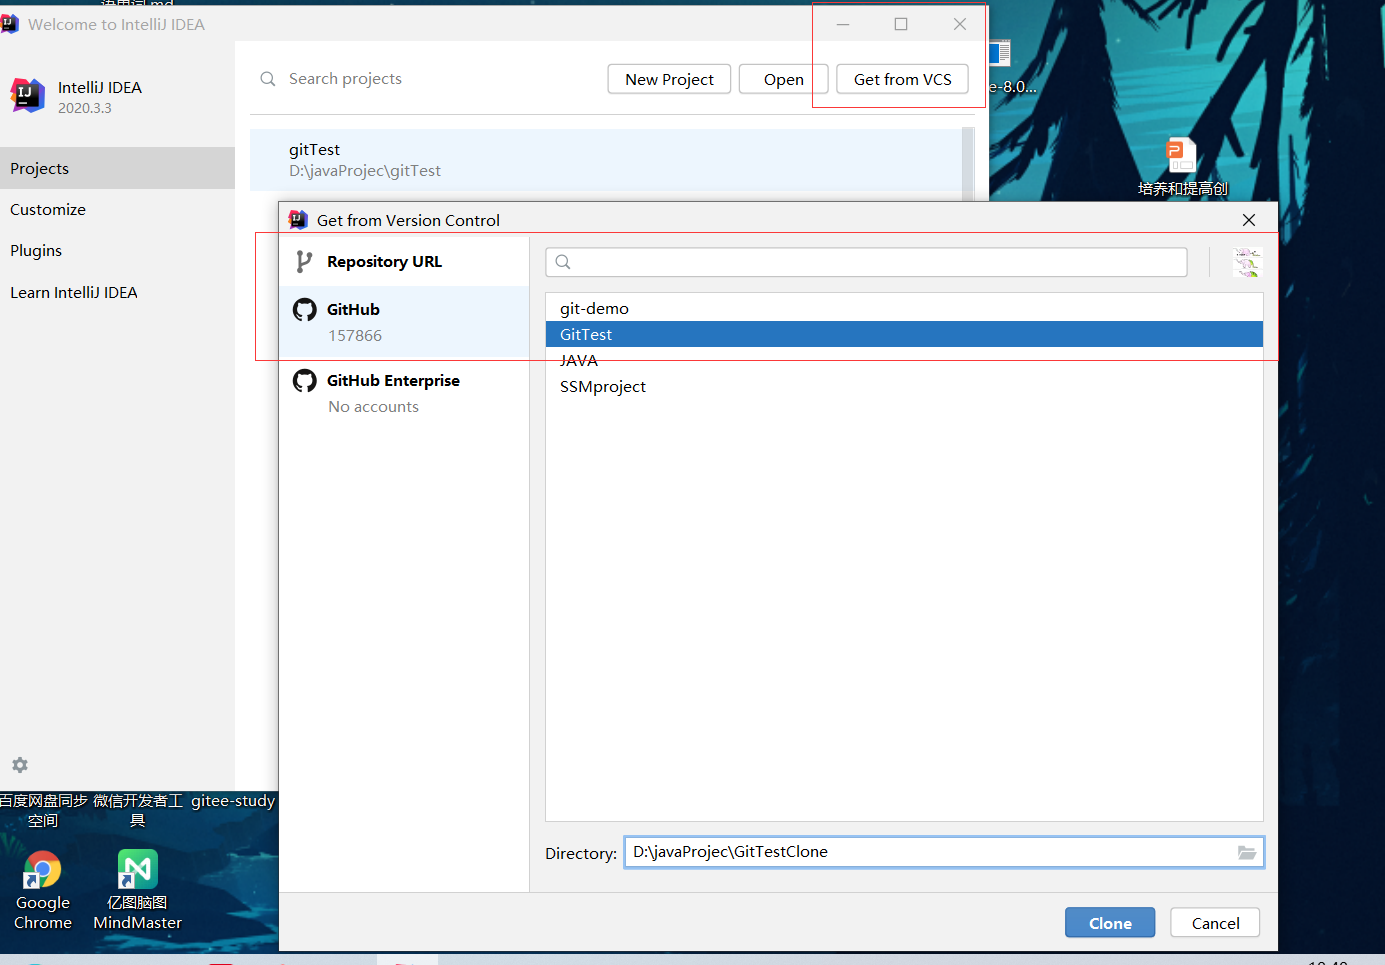 Welcome to IntelliJ IDEA
IntelliJ IDEA
2020.3.3
Search projects
New Project
Open
Get from VCS
e-8.0...
Projects
Customize
Plugins
Learn IntelliJ IDEA
gitTest
D:\javaProjec\gitTest
培养和提高创
Get from Version Control
Repository URL
GitHub
157866
GitHub Enterprise
No accounts
git-demo
GitTest
JAVA
SSMproject
Directory:
D:\javaProjec\GitTestClone
Clone
Cancel
百度网盘同步
空间
微信开发者工
具
gitee-study
Google
Chrome
亿图脑图
MindMaster